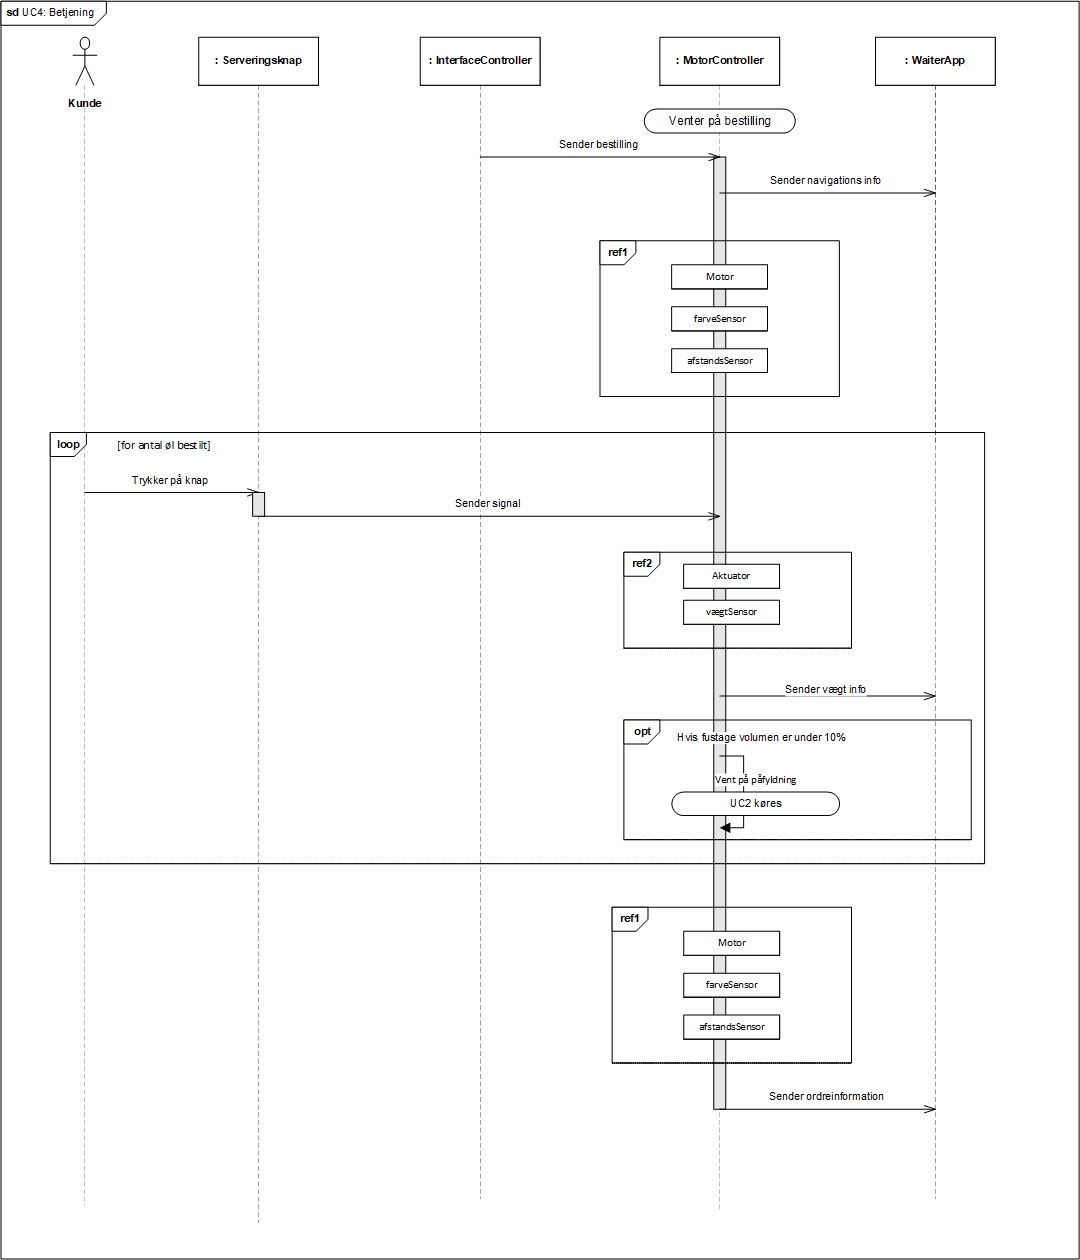 sd UC4: Betjening
Kunde
: Serveringsknap
: InterfaceController
: MotorController
: WaiterApp
Venter på bestilling
Sender bestilling
Sender navigations info
ref1
Motor
farveSensor
afstandsSensor
loop
[for antal øl bestilt]
Trykker på knap
Sender signal
ref2
Aktuator
vægtSensor
Sender vægt info
opt
Hvis fustage volumen er under 10%
Vent på påfyldning
UC2 køres
ref1
Motor
farveSensor
afstandsSensor
Sender ordreinformation